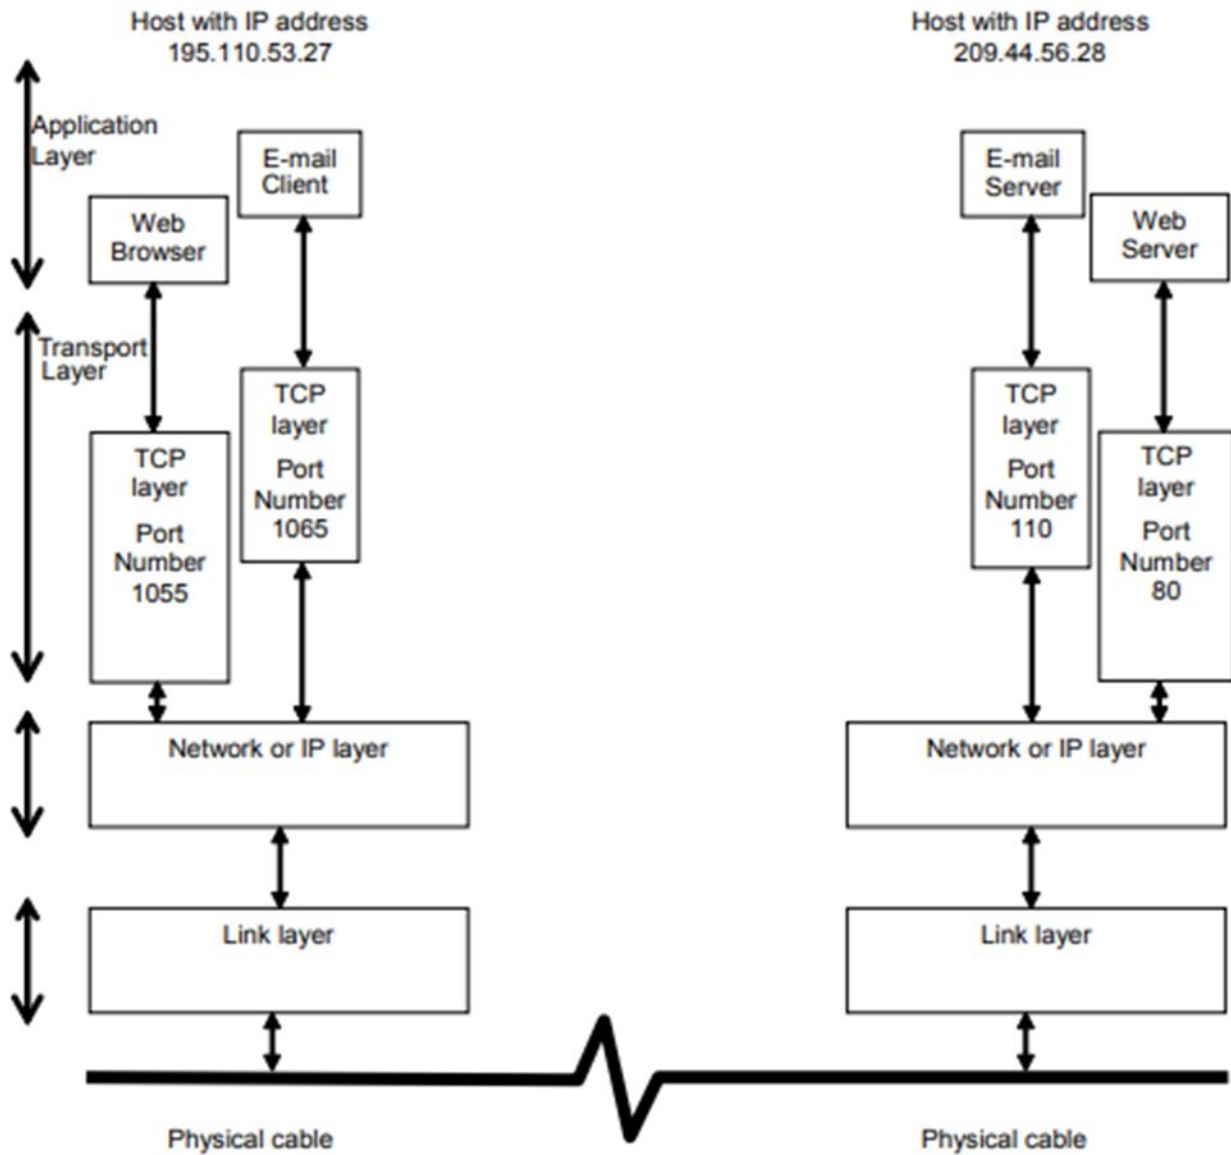 Host with IP address
195.110.53.27
Host with IP address
209.44.56.28
Application
Layer
E-mail
Client
Web
Browser
E-mail
Server
Web
Server
Transport
Layer
TCP
layer
Port
Number
1055
TCP
layer
Port
Number
1065
TCP
layer
Port
Number
110
TCP
layer
Port
Number
80
Network or IP layer
Network or IP layer
Link layer
Link layer
Physical cable
Physical cable